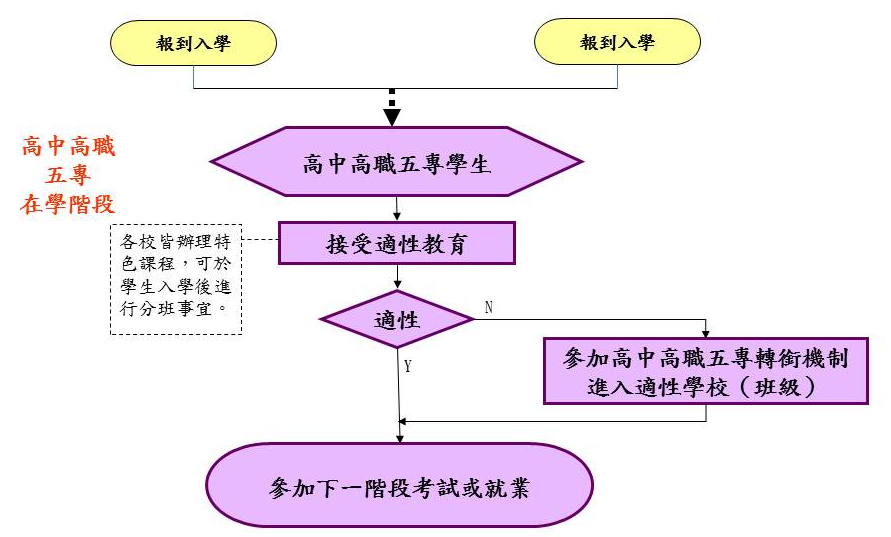 報到入學
報到入學
高中高職
五專
在學階段
高中高職五專學生
各校皆辦理特
色課程，可於
學生入學後進
行分班事宜。
接受適性教育
適性
N
Y
參加高中高職五專轉銜機制
進入適性學校（班級）
參加下一階段考試或就業